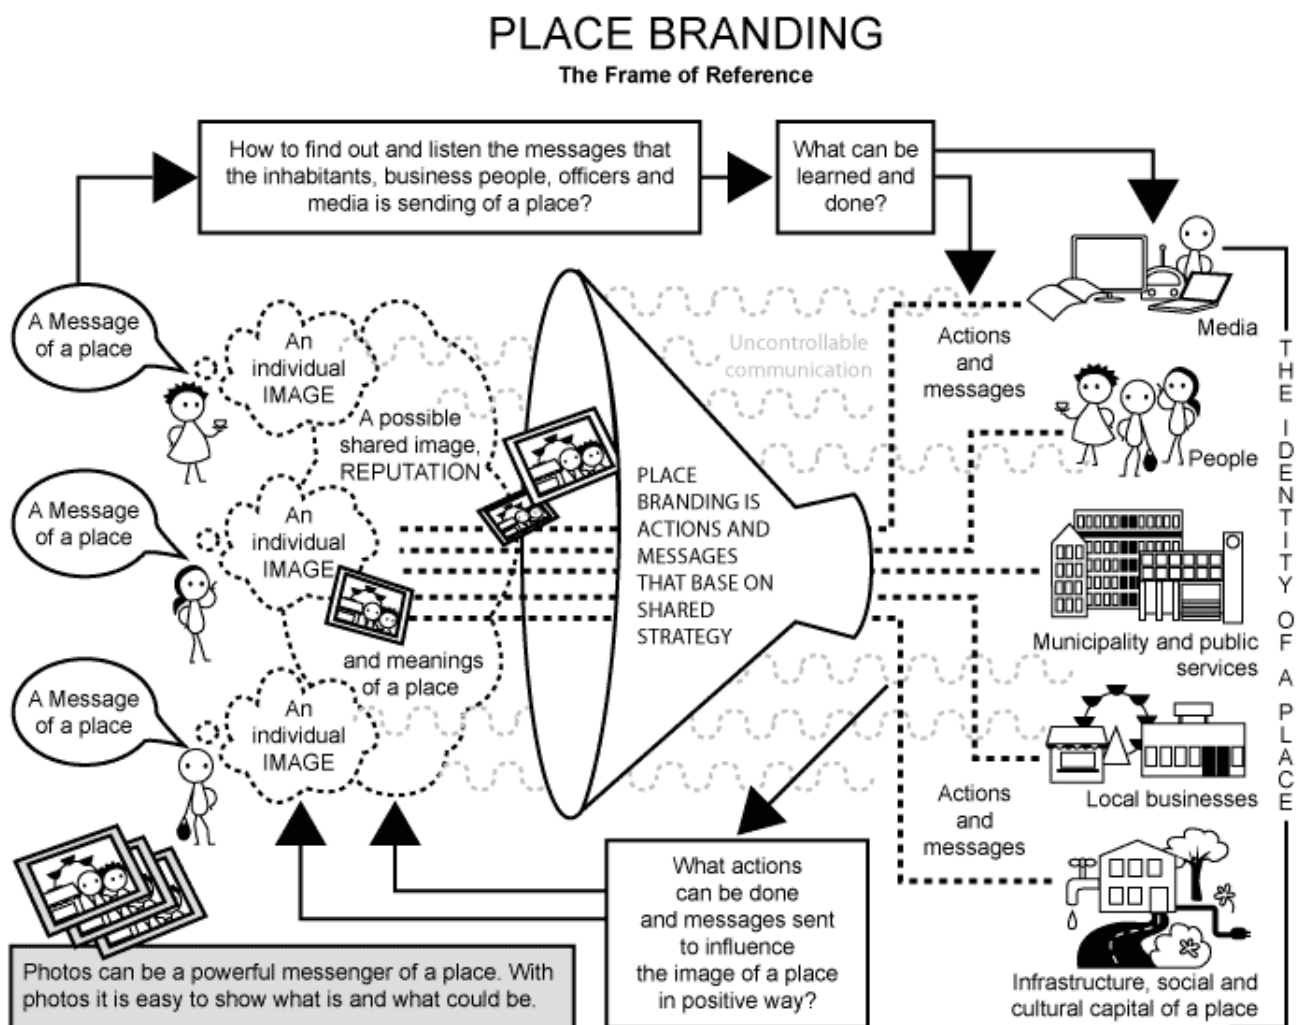 PLACE BRANDING
The Frame of Reference
How to find out and listen the messages that
the inhabitants, business people, officers and
media is sending of a place?
What can be
learned and
done?
A Message
of a place
An
individual
IMAGE
A possible
shared image,
REPUTATION
Uncontrollable
communication
Actions
and
messages
Media
People
A Message
of a place
An
individual
IMAGE
PLACE
BRANDING IS
ACTIONS AND
MESSAGES
THAT BASE ON
SHARED
STRATEGY
Municipality and public
services
and meanings
of a place
A Message
of a place
An
individual
IMAGE
Local businesses
Actions
and
messages
THE IDENTITY OF A PLACE
What actions
can be done
and messages sent
to influence
the image of a place
in positive way?
Infrastructure, social and
cultural capital of a place
Photos can be a powerful messenger of a place. With
photos it is easy to show what is and what could be.